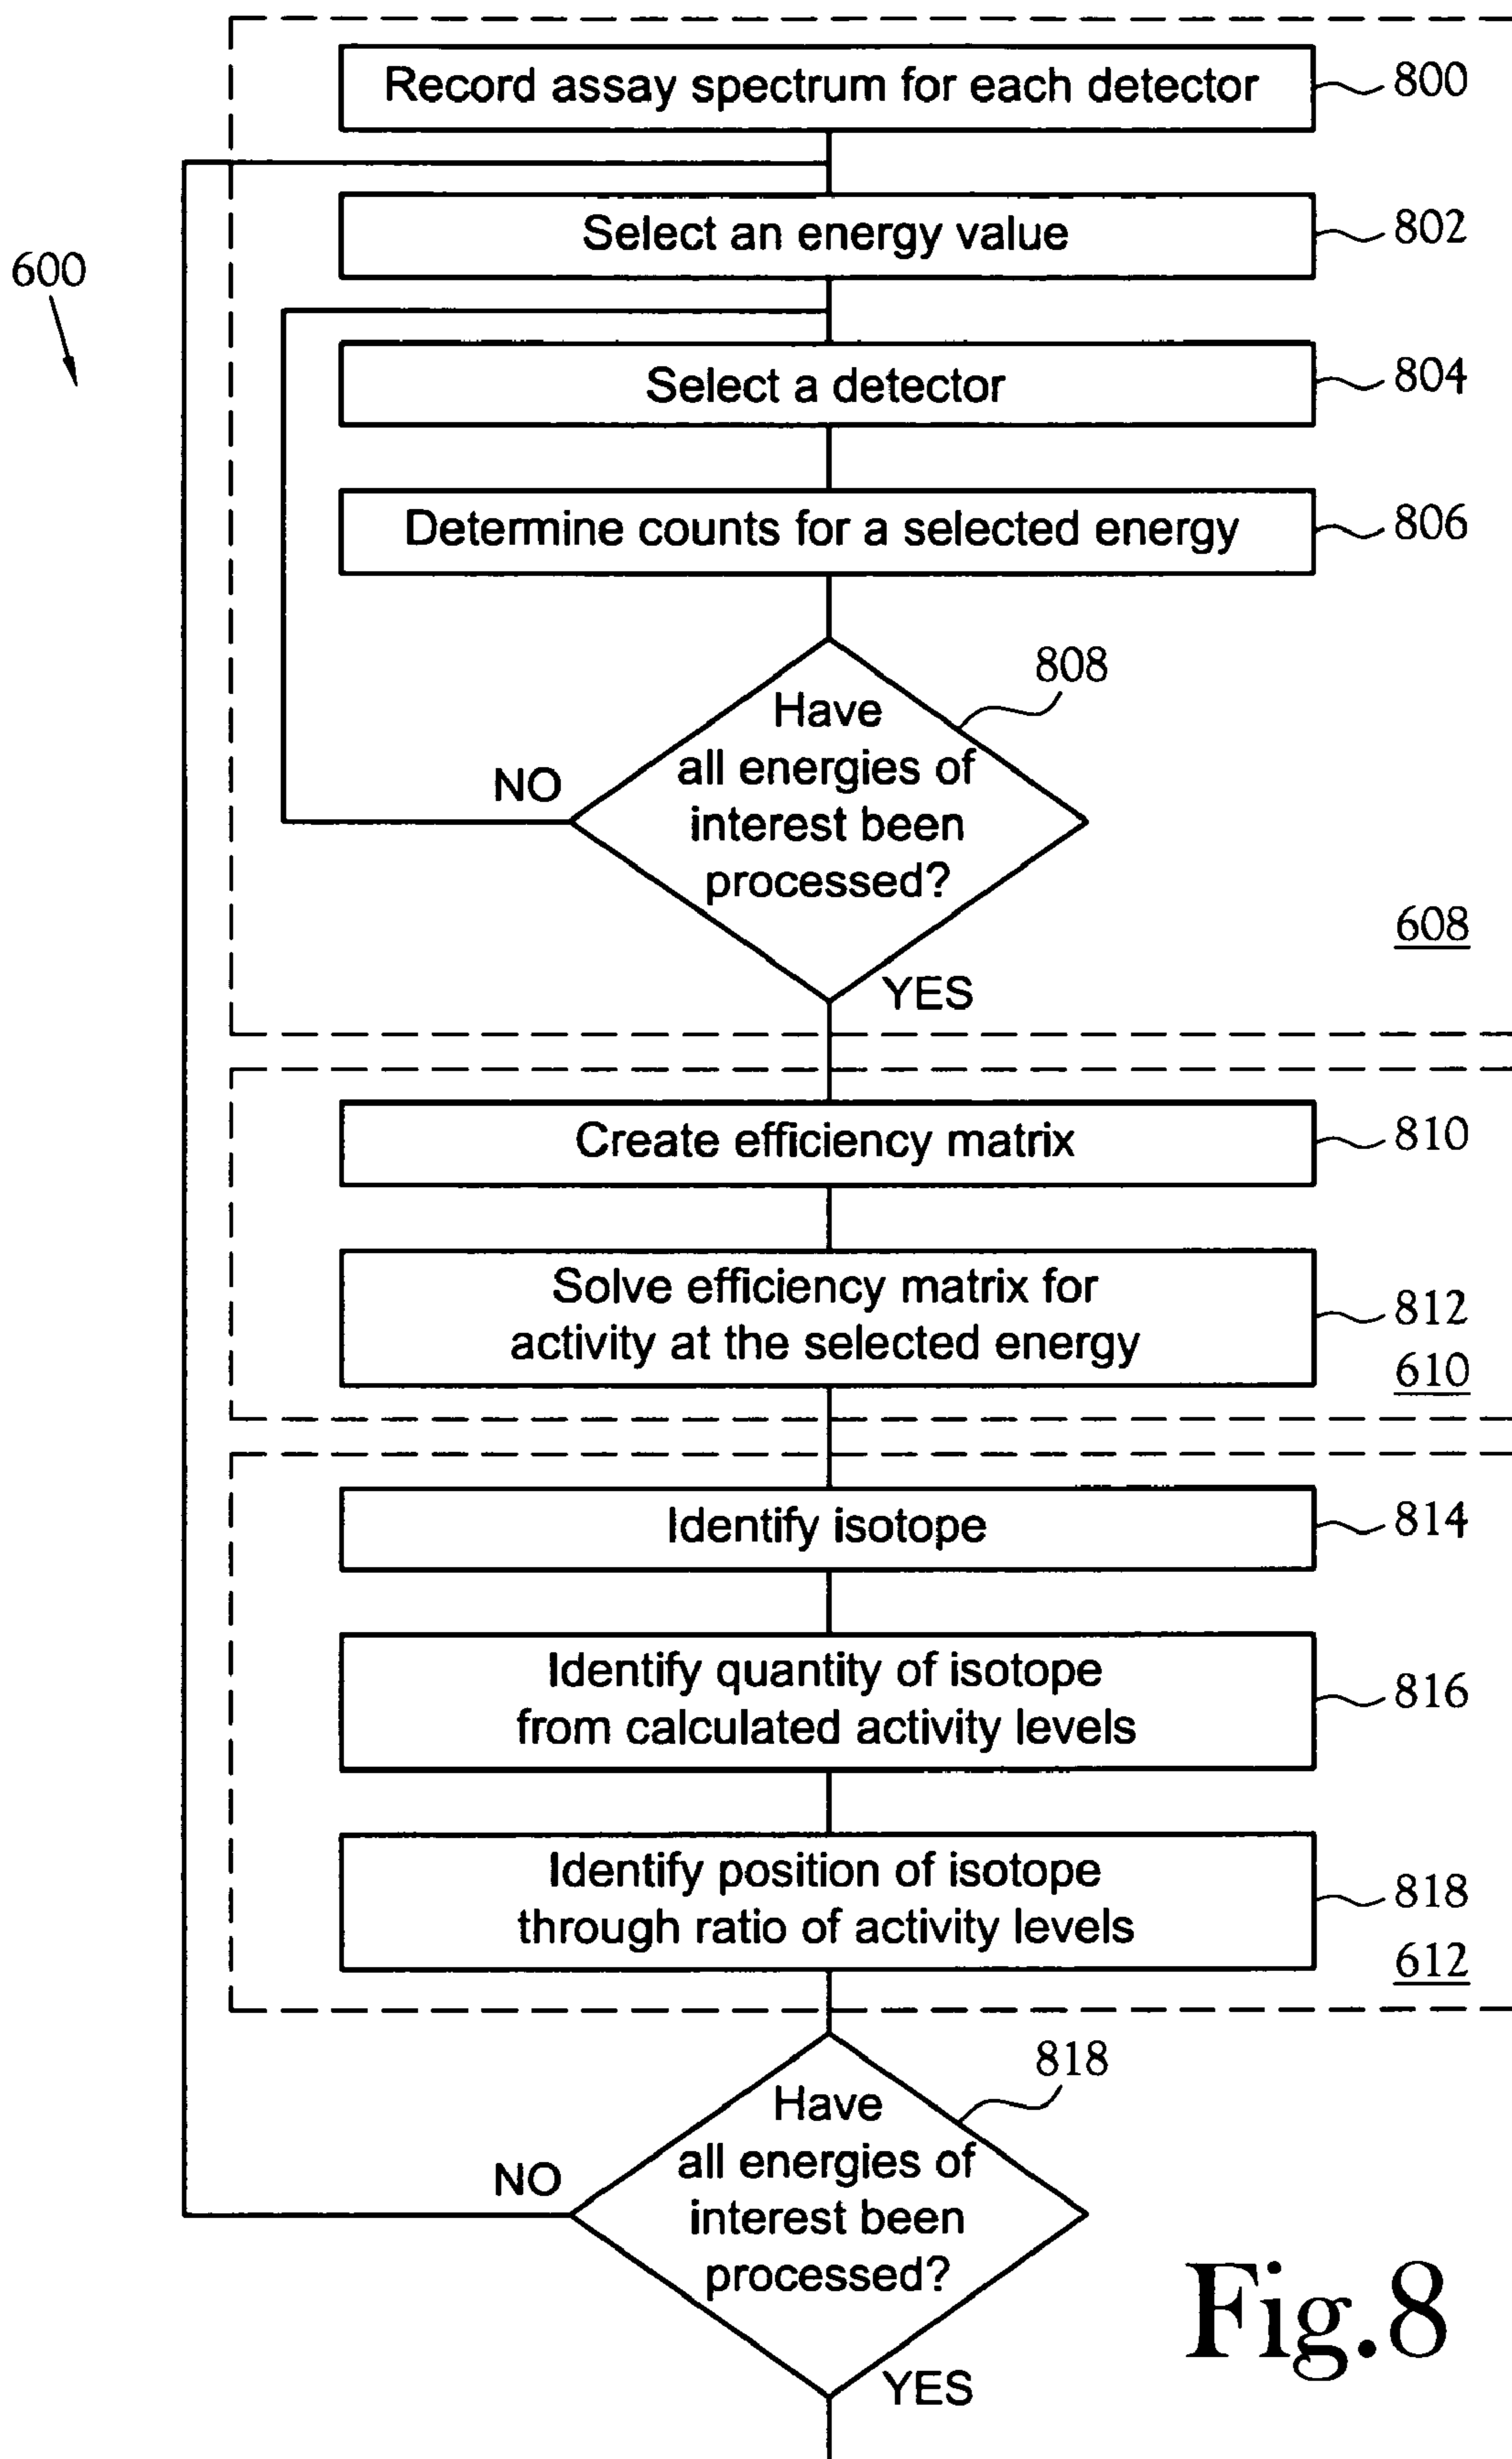 Record assay spectrum for each detector
800
Select an energy value
802
600
Select a detector
804
Determine counts for a selected energy
806
808
Have
all energies of
interest been
processed?
NO
608
YES
Create efficiency matrix
810
Solve efficiency matrix for
activity at the selected energy
812
610
Identify isotope
814
Identify quantity of isotope
from calculated activity levels
816
Identify position of isotope
through ratio of activity levels
818
612
818
Have
all energies of
interest been
processed?
NO
YES
Fig.8